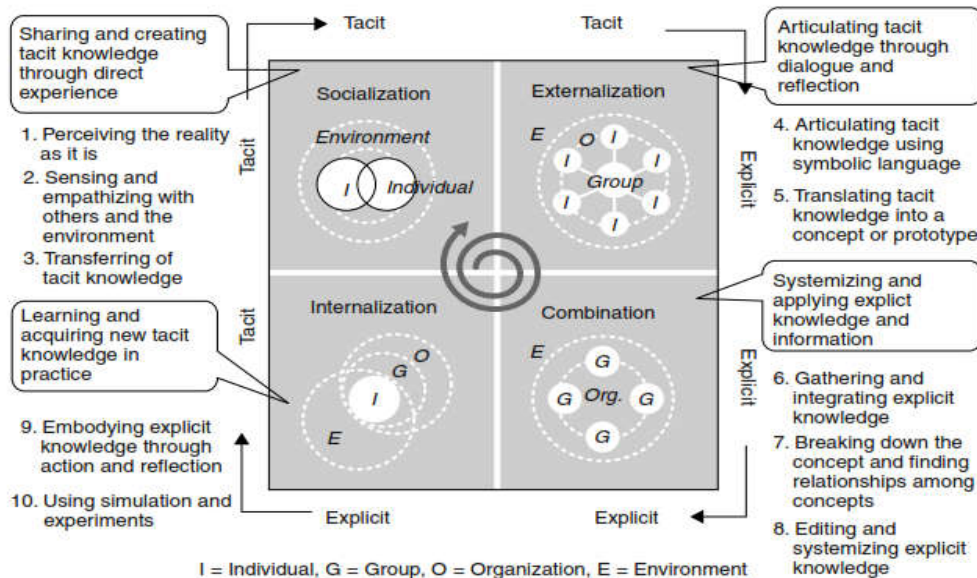 Tacit
Tacit
Sharing and creating
tacit knowledge
through direct
experience
Articulating tacit
knowledge through
dialogue and
reflection
Socialization
Externalization
Environment
I
Individual
E
O
I
I
I
Group
I
I
I
Tacit
Explicit
1. Perceiving the reality
as it is
2. Sensing and
empathizing with
others and the
environment
3. Transferring of
tacit knowledge
4. Articulating tacit
knowledge using
symbolic language
5. Translating tacit
knowledge into a
concept or prototype
Learning and
acquiring new tacit
knowledge in
practice
Systemizing and
applying explict
knowledge and
information
Internalization
Combination
O
G
I
E
E
G
G
Org.
G
G
Tacit
Explicit
9. Embodying explicit
knowledge through
action and reflection
10. Using simulation and
experiments
6. Gathering and
integrating explicit
knowledge
7. Breaking down the
concept and finding
relationships among
concepts
8. Editing and
systemizing explicit
knowledge
Explicit
Explicit
I = Individual, G = Group, O = Organization, E = Environment